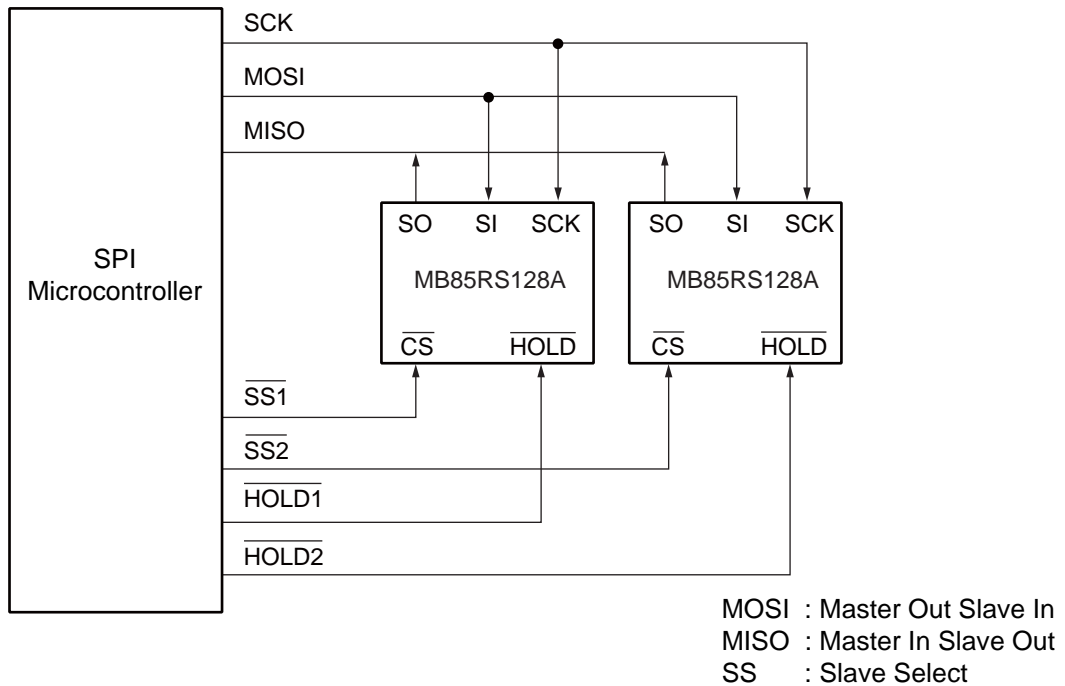 SCK
MOSI
MISO
SPI
Microcontroller
SO SI SCK
MB85RS128A
CS HOLD
SO SI SCK
MB85RS128A
CS HOLD
SS1
SS2
HOLD1
HOLD2
MOSI : Master Out Slave In
MISO : Master In Slave Out
SS : Slave Select